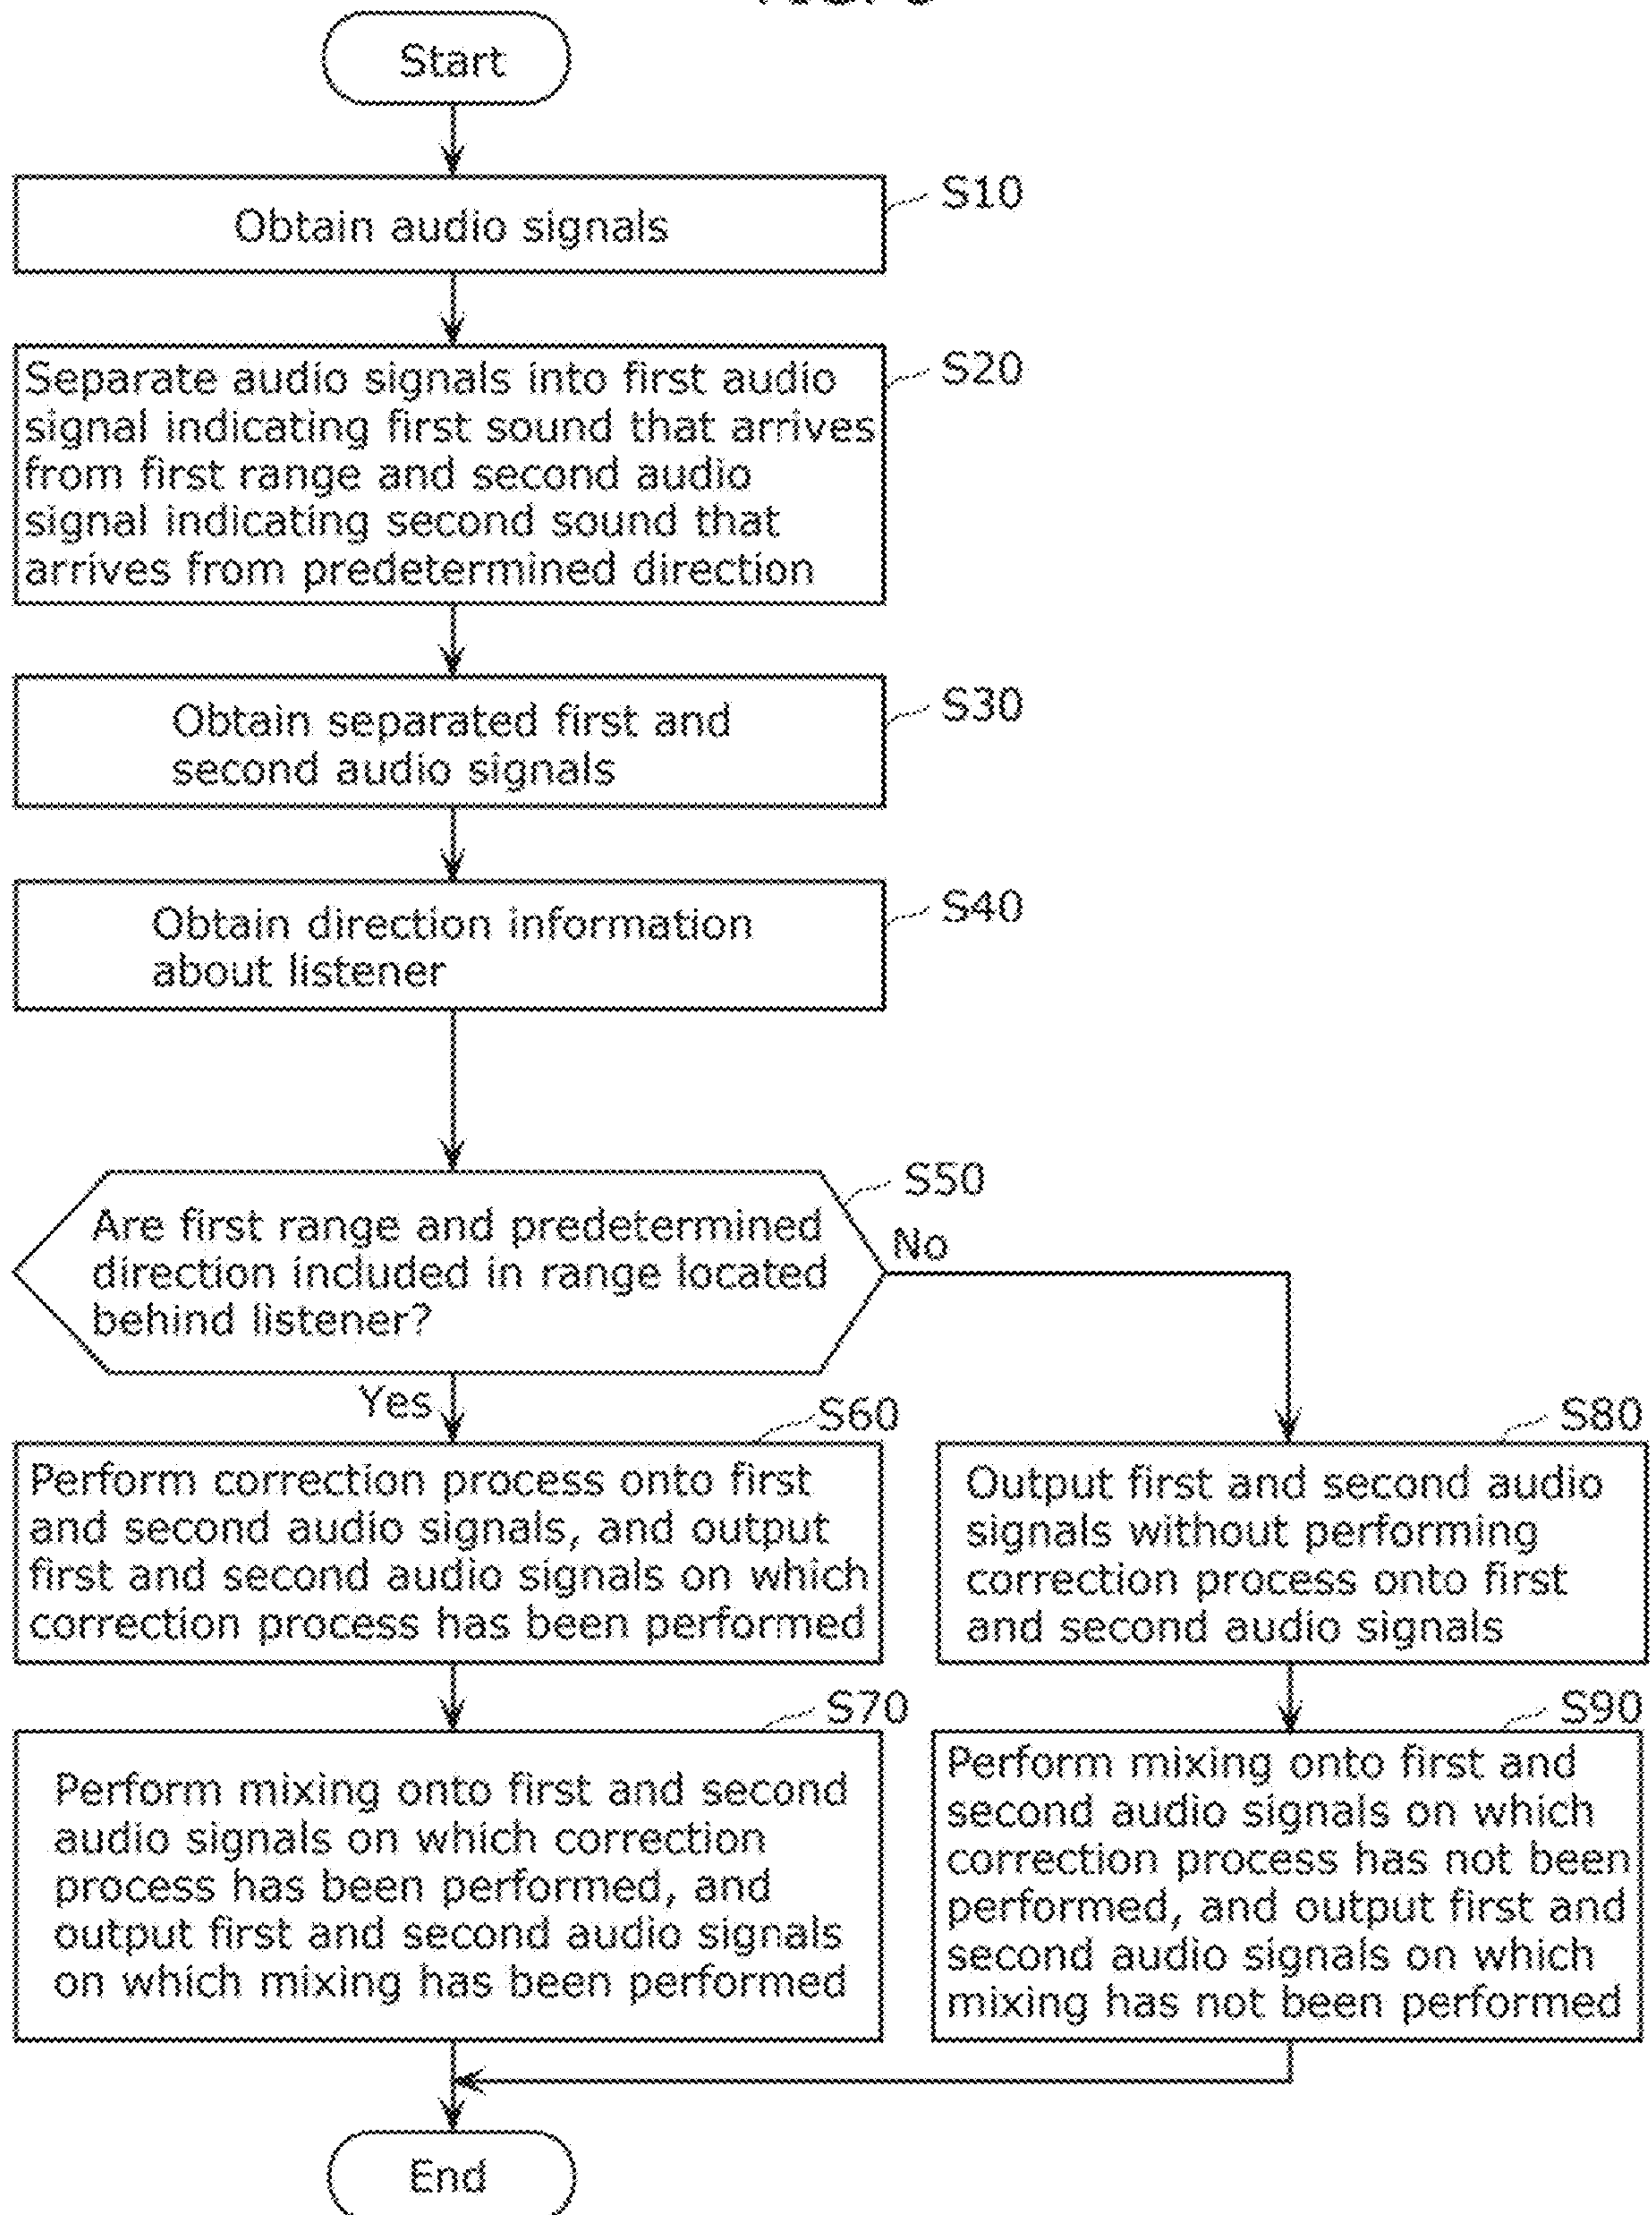 Start
S10
Obtain audio signals
S20
Separate audio signals into first audio
signal indicating first sound that arrives
from first range and second audio
signal indicating second sound that
arrives from predetermined direction
S30
Obtain separated first and
second audio signals
S40
Obtain direction information
about listener
S50
Are first range and predetermined
direction included in range located
behind listener?
No
Yes
S60
Perform correction process onto first
and second audio signals, and output
first and second audio signals on which
correction process has been performed
S80
Output first and second audio
signals without performing
correction process onto first
and second audio signals
S70
Perform mixing onto first and second
audio signals on which correction
process has been performed, and
output first and second audio signals
on which mixing has been performed
S90
Perform mixing onto first and
second audio signals on which
correction process has not been
performed, and output first and
second audio signals on which
mixing has not been performed
End